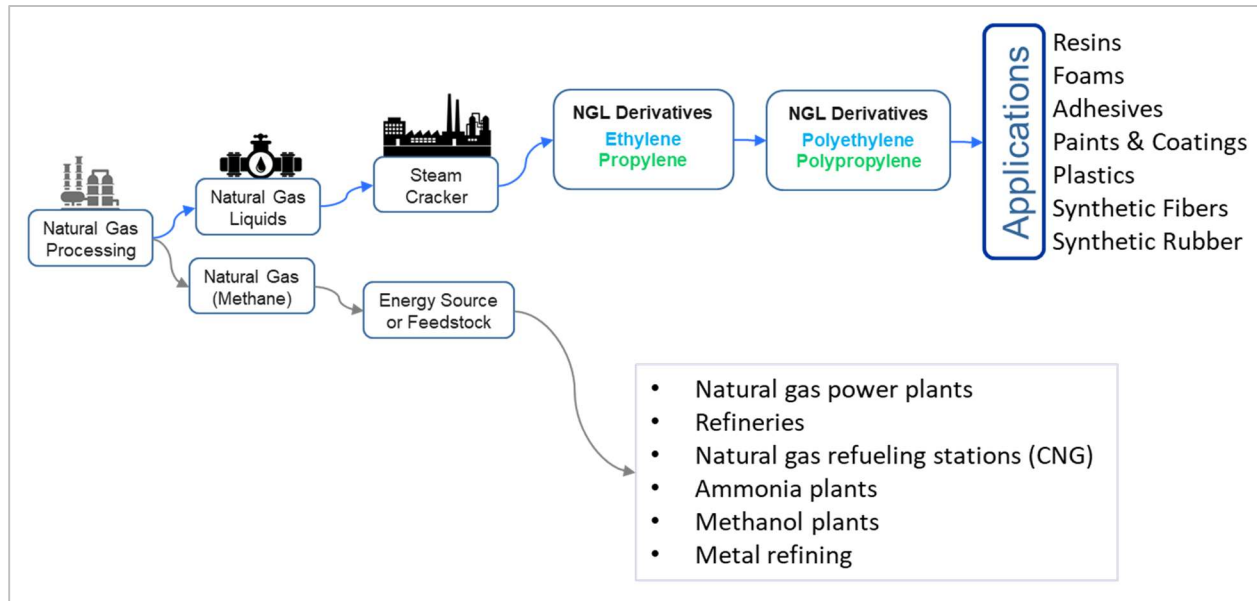 Natural Gas
Processing
Natural Gas
Liquids
Steam
Cracker
NGL Derivatives
Ethylene
Propylene
NGL Derivatives
Polyethylene
Polypropylene
Applications
Resins
Foams
Adhesives
Paints & Coatings
Plastics
Synthetic Fibers
Synthetic Rubber
Natural Gas
(Methane)
Energy Source
or Feedstock
• Natural gas power plants
• Refineries
• Natural gas refueling stations (CNG)
• Ammonia plants
• Methanol plants
• Metal refining